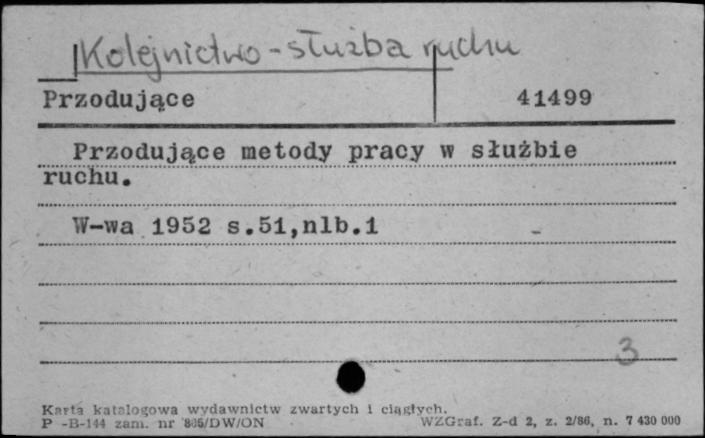 Kolejnictwo - służba ruchu
Przodujące 41499
Przodujące metody pracy w służbie
ruchu.
W-wa 1952 s.51,nlb.1
3
Karta katalogowa wydawnictw zwartych i ciągłych.
P -B-144 zam. nr 865/DW/ON WZGraf. Z-d 2, z. 2/86, n. 7 430 000